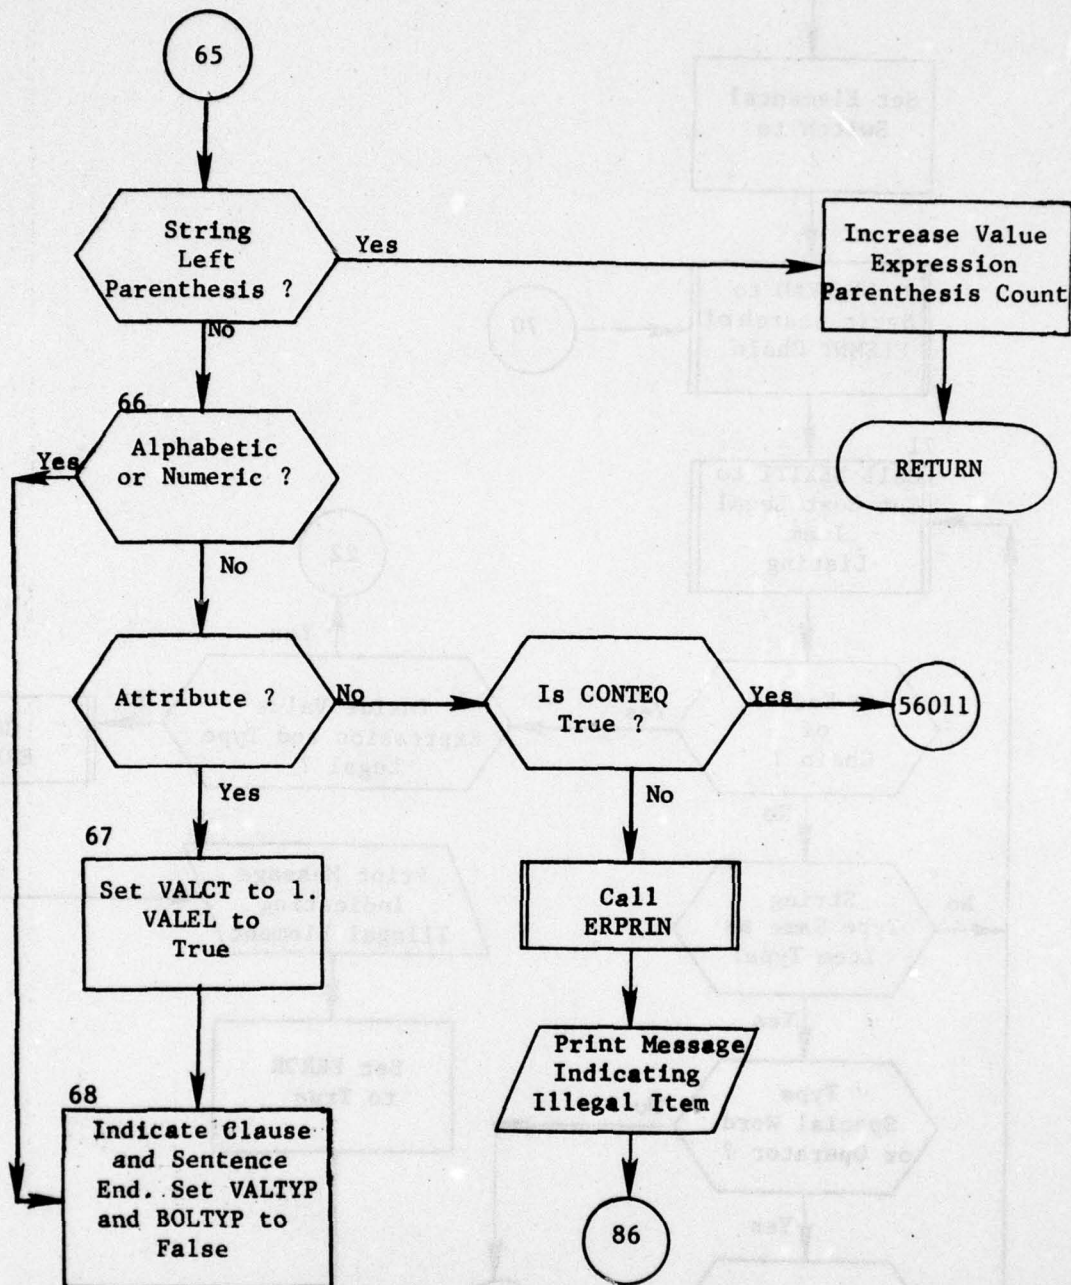 65
String
Left
Parenthesis ?
Yes
Increase Value
Expression
Parenthesis Count
No
RETURN
66
Alphabetic
or Numeric ?
Yes
No
Attribute ?
No
Is CONTEQ
True ?
Yes
56011
Yes
No
67
Set VALCT to 1.
VALEL to
True
Call
ERPRIN
Print Message
Indicating
Illegal Item
68
Indicate Clause
and Sentence
End. Set VALTYP
and BOLTYP to
False
86